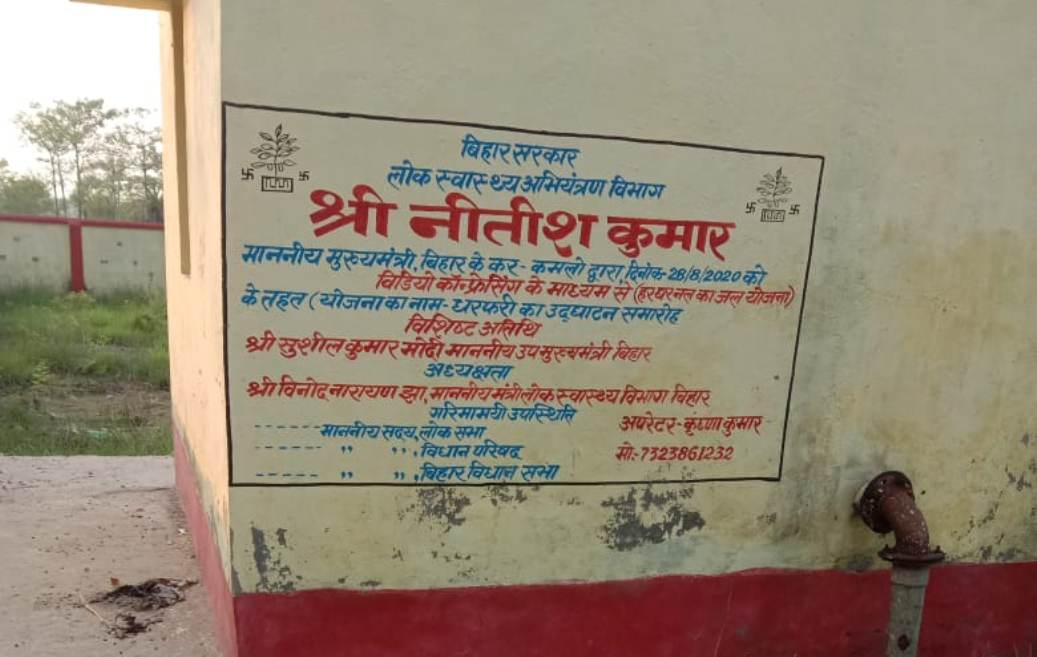 बिहार सरकार
लोक स्वास्थ्य अभियंत्रण विभाग
श्री नीतीश कुमार
माननीय मुख्यमंत्री, बिहार के कर-कमलो द्वारा, दिनांक-28/8/2020 को
विडियो कॉन्फ्रेसिंग के माध्यम से (हर घर नल का जल योजना)
के तहत (योजना का नाम- धरफरी का उद्घाटन समारोह
विशिष्ट अतिथि
श्री सुशील कुमार मोदी माननीय उप मुख्यमंत्री बिहार
अध्यक्षता
श्री विनोद नारायण झा, माननीय मंत्री लोक स्वास्थ्य विभाग बिहार
गरिमामयी उपस्थिति
------ माननीय सदस्य, लोक सभा
अपरेटर-कृष्णा कुमार
------ " " , विधान परिषद
मो:-7323861232
------ " " , बिहार विधान सभा